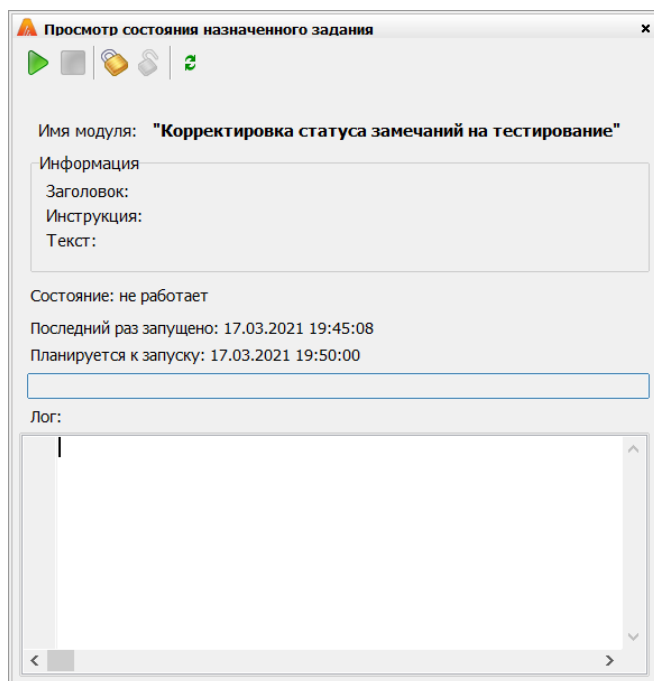 Просмотр состояния назначенного задания
Имя модуля: "Корректировка статуса замечаний на тестирование"
Информация
Заголовок:
Инструкция:
Текст:
Состояние: не работает
Последний раз запущено: 17.03.2021 19:45:08
Планируется к запуску: 17.03.2021 19:50:00
Лог: